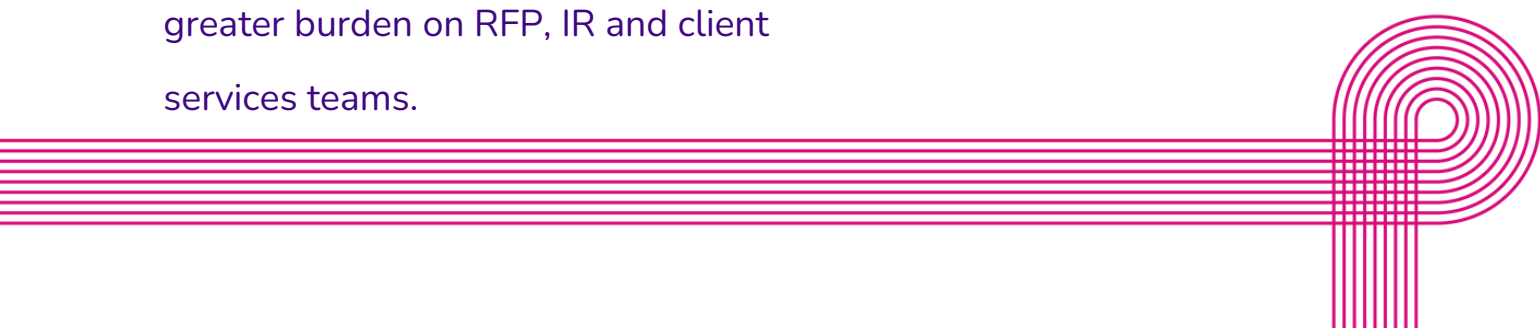 greater burden on RFP, IR and client
services teams.